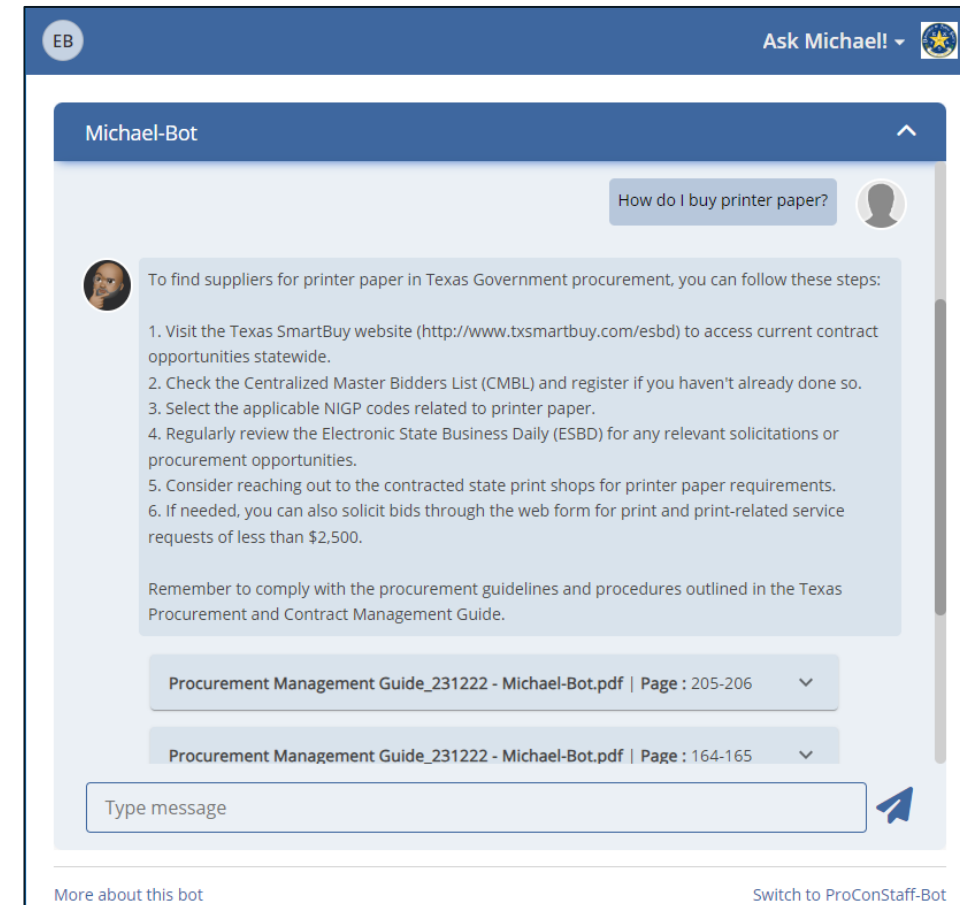 EB
Ask Michael!
Michael-Bot
How do I buy printer paper?
To find suppliers for printer paper in Texas Government procurement, you can follow these steps:
1. Visit the Texas SmartBuy website (http://www.txsmartbuy.com/esbd) to access current contract
opportunities statewide.
2. Check the Centralized Master Bidders List (CMBL) and register if you haven't already done so.
3. Select the applicable NIGP codes related to printer paper.
4. Regularly review the Electronic State Business Daily (ESBD) for any relevant solicitations or
procurement opportunities.
5. Consider reaching out to the contracted state print shops for printer paper requirements.
6. If needed, you can also solicit bids through the web form for print and print-related service
requests of less than $2,500.
Remember to comply with the procurement guidelines and procedures outlined in the Texas
Procurement and Contract Management Guide.
Procurement Management Guide_231222 - Michael-Bot.pdf | Page : 205-206
Procurement Management Guide_231222 - Michael-Bot.pdf | Page : 164-165
Type message
More about this bot
Switch to ProConStaff-Bot